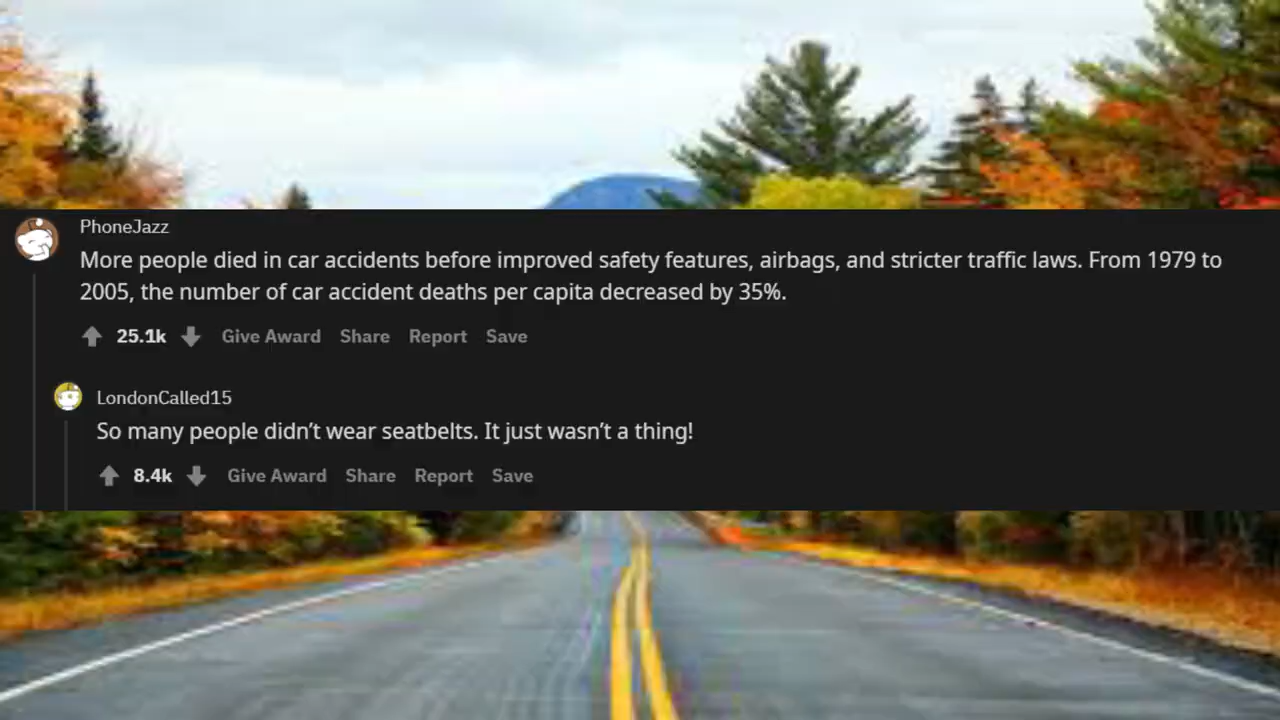 PhoneJazz
More people died in car accidents before improved safety features, airbags, and stricter traffic laws. From 1979 to
2005, the number of car accident deaths per capita decreased by 35%.
25.1k Give Award Share Report Save
LondonCalled15
So many people didn’t wear seatbelts. It just wasn’t a thing!
8.4k Give Award Share Report Save